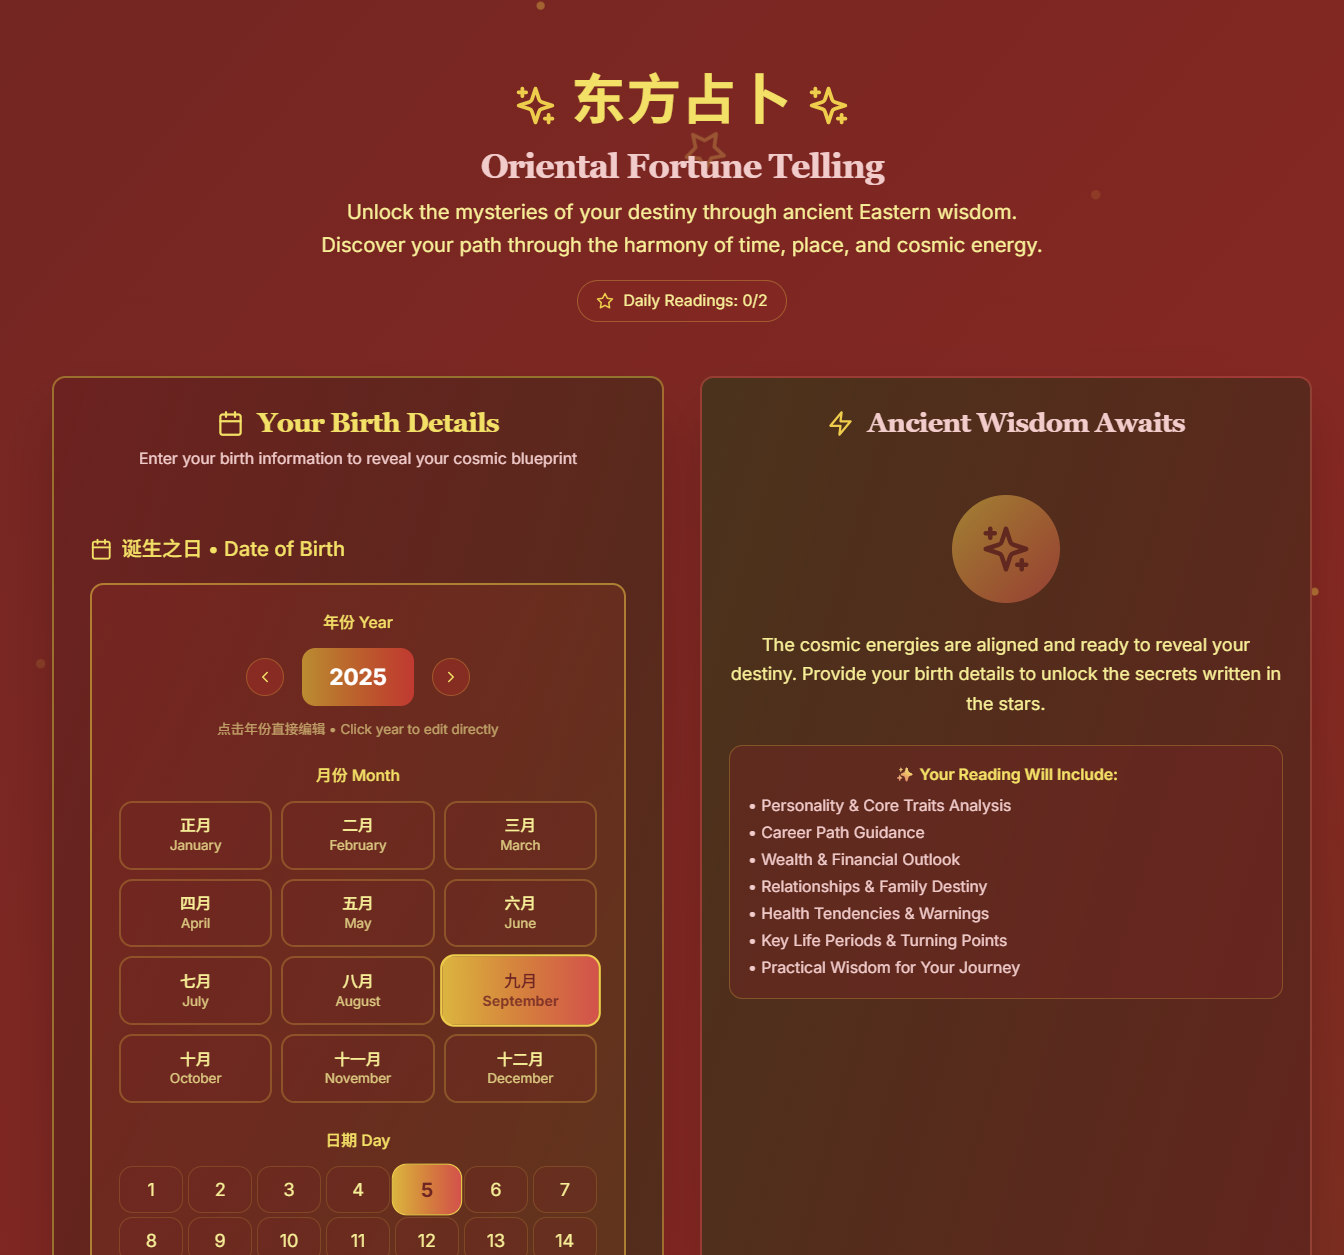 东方占卜
Oriental Fortune Telling
Unlock the mysteries of your destiny through ancient Eastern wisdom.
Discover your path through the harmony of time, place, and cosmic energy.
Daily Readings: 0/2
Your Birth Details
Enter your birth information to reveal your cosmic blueprint
诞生之日 • Date of Birth
年份 Year
2025
点击年份直接编辑 • Click year to edit directly
月份 Month
正月
January
二月
February
三月
March
四月
April
五月
May
六月
June
七月
July
八月
August
九月
September
十月
October
十一月
November
十二月
December
日期 Day
1 2 3 4 5 6 7
8 9 10 11 12 13 14
Ancient Wisdom Awaits
The cosmic energies are aligned and ready to reveal your
destiny. Provide your birth details to unlock the secrets written in
the stars.
✨ Your Reading Will Include:
• Personality & Core Traits Analysis
• Career Path Guidance
• Wealth & Financial Outlook
• Relationships & Family Destiny
• Health Tendencies & Warnings
• Key Life Periods & Turning Points
• Practical Wisdom for Your Journey